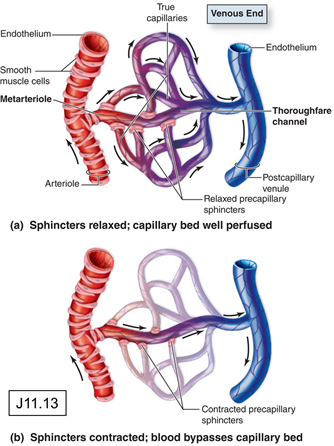 True
capillaries
Venous End
Endothelium
Endothelium
Smooth
muscle cells
Metarteriole
Thoroughfare
channel
Arteriole
Postcapillary
venule
Relaxed precapillary
sphincters
(a) Sphincters relaxed; capillary bed well perfused
J11.13
Contracted precapillary
sphincters
(b) Sphincters contracted; blood bypasses capillary bed